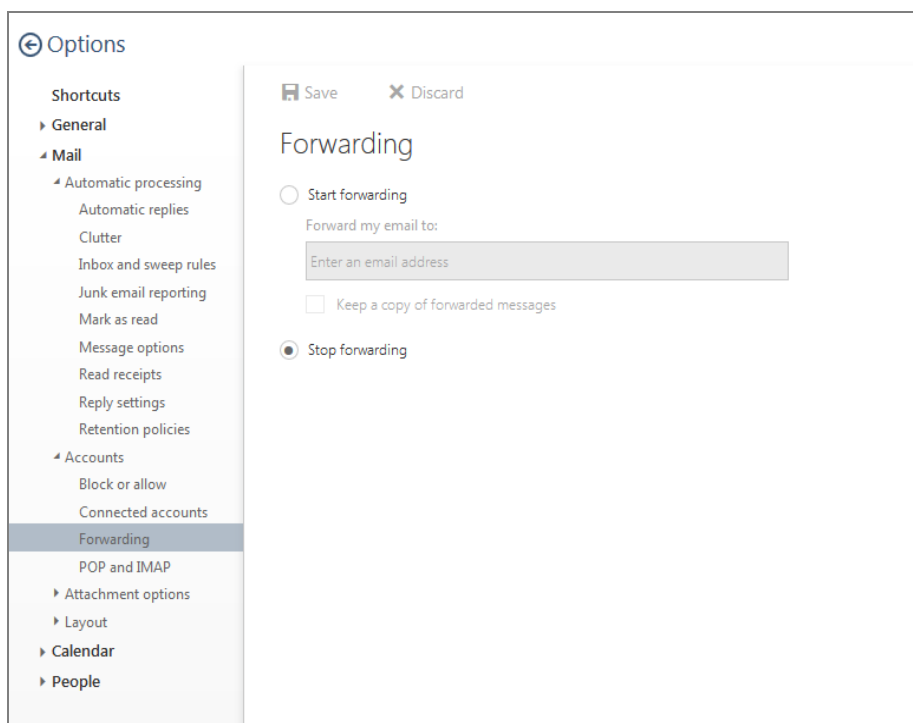 Options
Shortcuts
General
Mail
Automatic processing
Automatic replies
Clutter
Inbox and sweep rules
Junk email reporting
Mark as read
Message options
Read receipts
Reply settings
Retention policies
Accounts
Block or allow
Connected accounts
Forwarding
POP and IMAP
Attachment options
Layout
Calendar
People
Save Discard
Forwarding
Start forwarding
Forward my email to:
Enter an email address
Keep a copy of forwarded messages
Stop forwarding